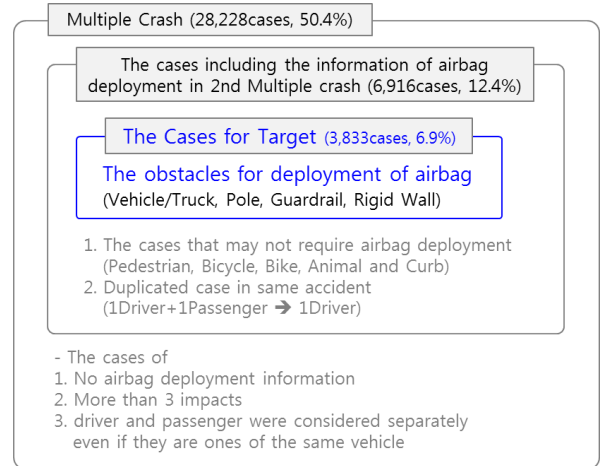 Multiple Crash (28,228cases, 50.4%)
The cases including the information of airbag
deployment in 2nd Multiple crash (6,916cases, 12.4%)
The Cases for Target (3,833cases, 6.9%)
The obstacles for deployment of airbag
(Vehicle/Truck, Pole, Guardrail, Rigid Wall)
1. The cases that may not require airbag deployment
(Pedestrian, Bicycle, Bike, Animal and Curb)
2. Duplicated case in same accident
(1Driver+1Passenger ➔ 1Driver)
- The cases of
1. No airbag deployment information
2. More than 3 impacts
3. driver and passenger were considered separately
even if they are ones of the same vehicle